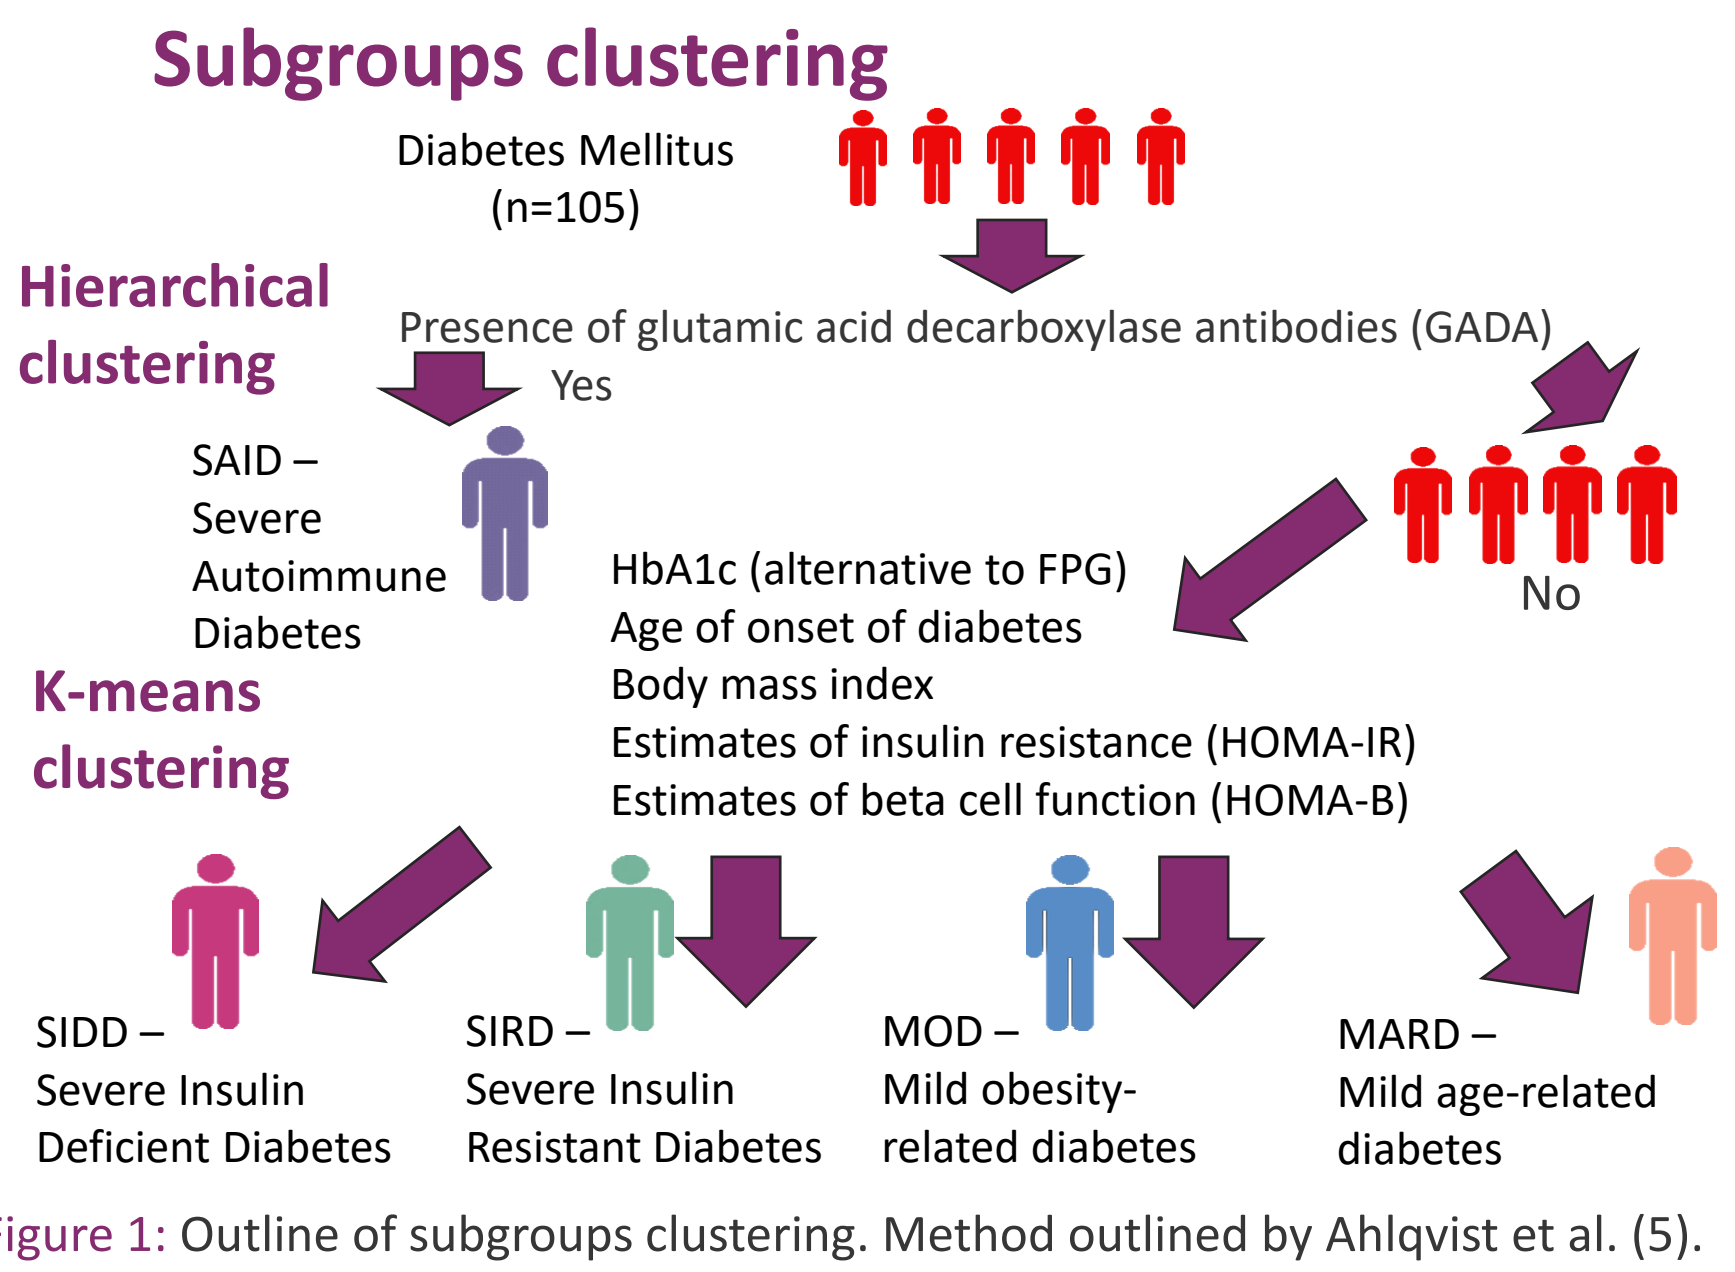 Subgroups clustering
Diabetes Mellitus
(n=105)
Hierarchical
clustering
Presence of glutamic acid decarboxylase antibodies (GADA)
Yes
SAID –
Severe
Autoimmune
Diabetes
No
HbA1c (alternative to FPG)
Age of onset of diabetes
Body mass index
Estimates of insulin resistance (HOMA-IR)
Estimates of beta cell function (HOMA-B)
K-means
clustering
SIDD –
Severe Insulin
Deficient Diabetes
SIRD –
Severe Insulin
Resistant Diabetes
MOD –
Mild obesity-
related diabetes
MARD –
Mild age-related
diabetes
Figure 1: Outline of subgroups clustering. Method outlined by Ahlqvist et al. (5).